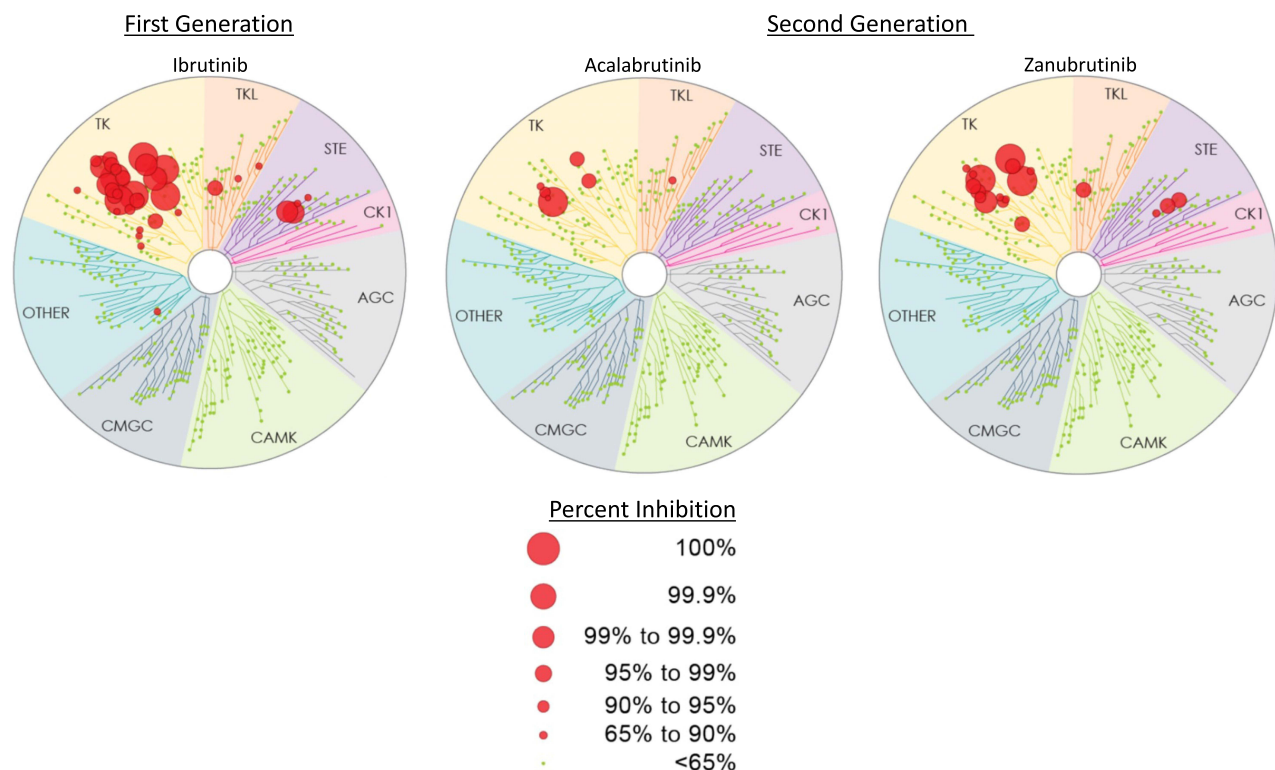 First Generation
Second Generation
Ibrutinib
Acalabrutinib
Zanubrutinib
TK
TKL
STE
CK1
AGC
CAMK
CMGC
OTHER
TK
TKL
STE
CK1
AGC
CAMK
CMGC
OTHER
TK
TKL
STE
CK1
AGC
CAMK
CMGC
OTHER
Percent Inhibition
100%
99.9%
99% to 99.9%
95% to 99%
90% to 95%
65% to 90%
<65%